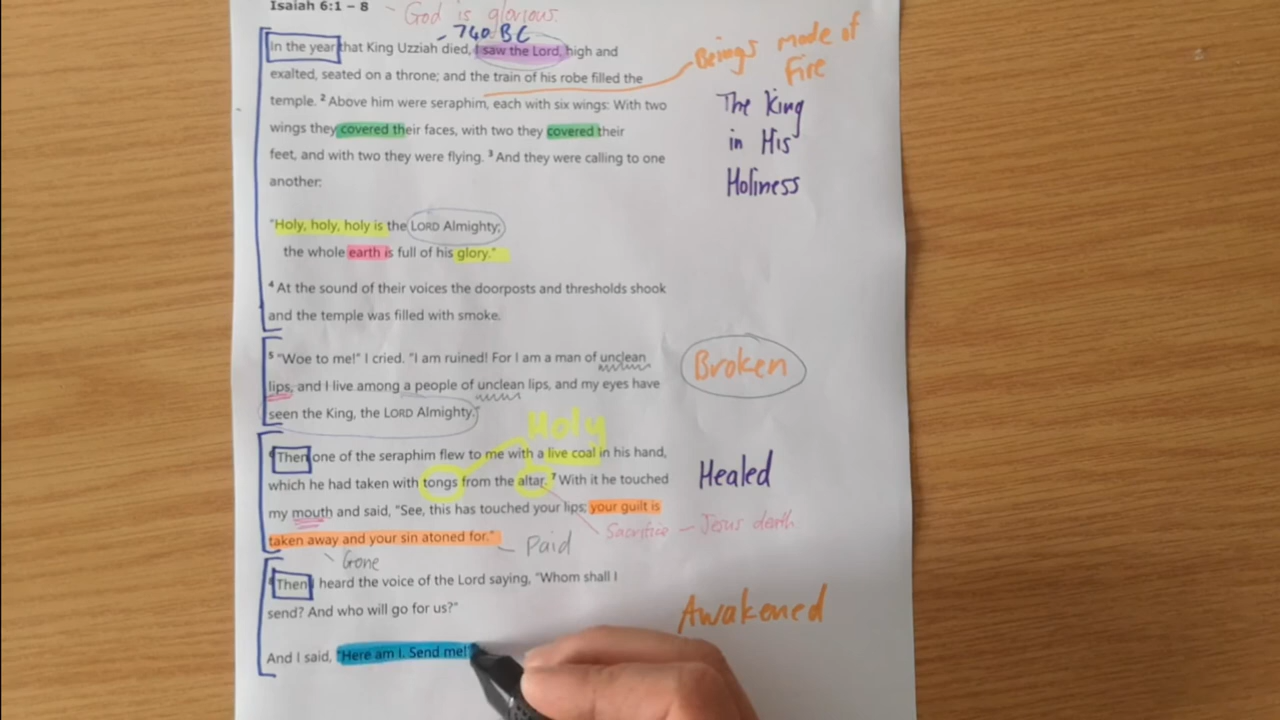 Isaiah 6:1 – 8 - God is glorious.
- 740 BC
In the year that King Uzziah died, I saw the Lord, high and
exalted, seated on a throne; and the train of his robe filled the
temple. ² Above him were seraphim, each with six wings: With two
wings they covered their faces, with two they covered their
feet, and with two they were flying. ³ And they were calling to one
another:
Beings made of
Fire
The King
in His
Holiness
"Holy, holy, holy is the LORD Almighty;
the whole earth is full of his glory."
⁴ At the sound of their voices the doorposts and thresholds shook
and the temple was filled with smoke.
⁵ "Woe to me!" I cried. "I am ruined! For I am a man of unclean
lips, and I live among a people of unclean lips, and my eyes have
seen the King, the LORD Almighty."
Broken
Holy
Then one of the seraphim flew to me with a live coal in his hand,
which he had taken with tongs from the altar. ⁷ With it he touched
my mouth and said, "See, this has touched your lips; your guilt is
taken away and your sin atoned for."
Healed
Sacrifice - Jesus death
- Paid
Gone
Then I heard the voice of the Lord saying, "Whom shall I
send? And who will go for us?"
Awakened
And I said, "Here am I. Send me!"